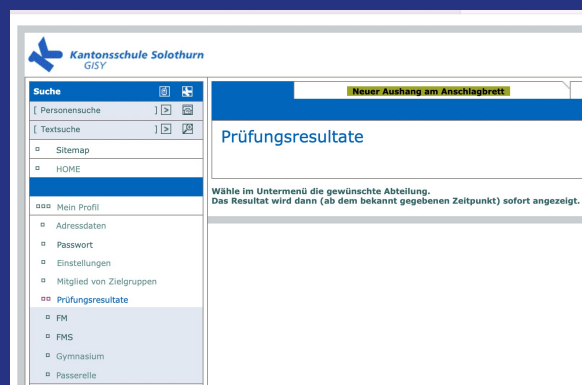 Kantonsschule Solothurn
GISY
Suche
[ Personensuche ]
[ Textsuche ]
Sitemap
HOME
Mein Profil
Adressdaten
Passwort
Einstellungen
Mitglied von Zielgruppen
Prüfungsresultate
FM
FMS
Gymnasium
Passerelle
Neuer Aushang am Anschlagbrett
Prüfungsresultate
Wähle im Untermenü die gewünschte Abteilung.
Das Resultat wird dann (ab dem bekannt gegebenen Zeitpunkt) sofort angezeigt.